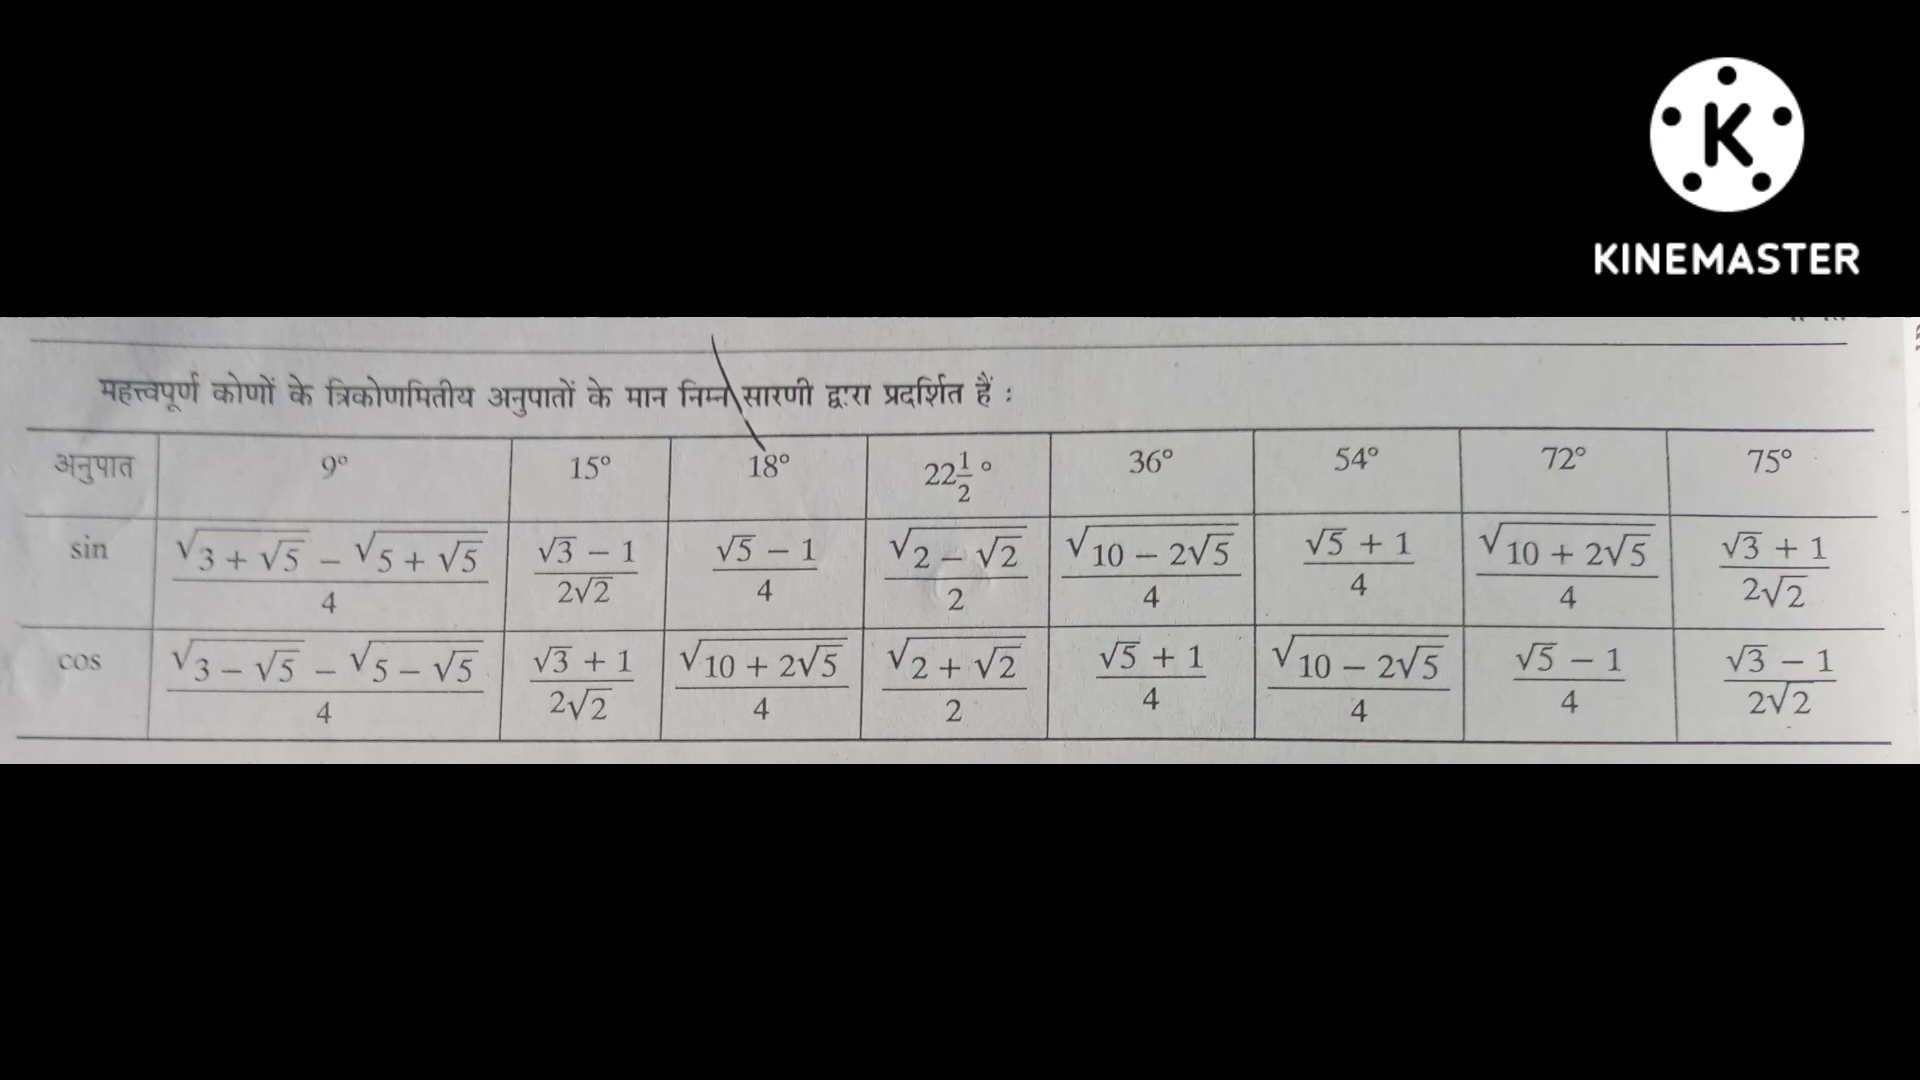 KINEMASTER
महत्त्वपूर्ण कोणों के त्रिकोणमितीय अनुपातों के मान निम्न सारणी द्वारा प्रदर्शित हैं :
अनुपात 9° 15° 18° 22 1/2° 36° 54° 72° 75°
sin (√(3 + √5) − √(5 + √5))/4 (√3 − 1)/(2√2) (√5 − 1)/4 √(2 − √2)/2 √(10 − 2√5)/4 (√5 + 1)/4 √(10 + 2√5)/4 (√3 + 1)/(2√2)
cos (√(3 − √5) − √(5 − √5))/4 (√3 + 1)/(2√2) √(10 + 2√5)/4 √(2 + √2)/2 (√5 + 1)/4 √(10 − 2√5)/4 (√5 − 1)/4 (√3 − 1)/(2√2)